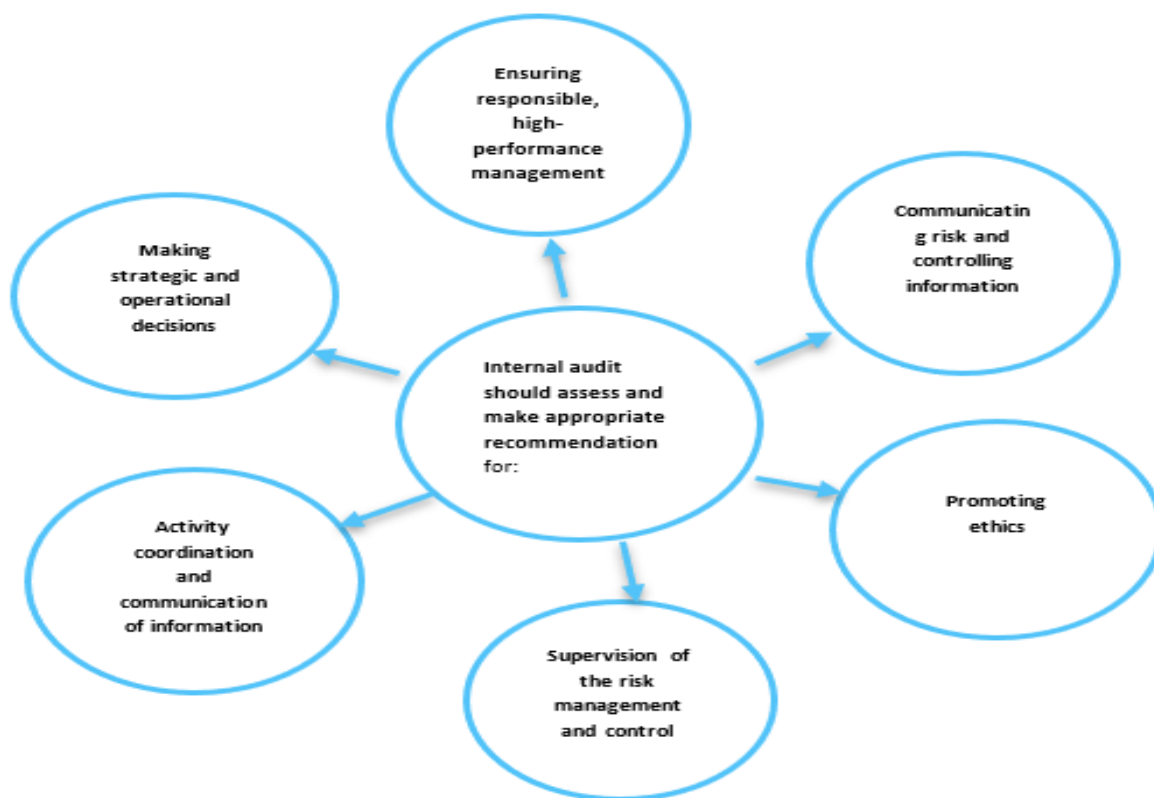 Ensuring
responsible,
high-
performance
management
Communicatin
g risk and
controlling
information
Making
strategic and
operational
decisions
Internal audit
should assess and
make appropriate
recommendation
for:
Promoting
ethics
Activity
coordination
and
communication
of information
Supervision of
the risk
management
and control